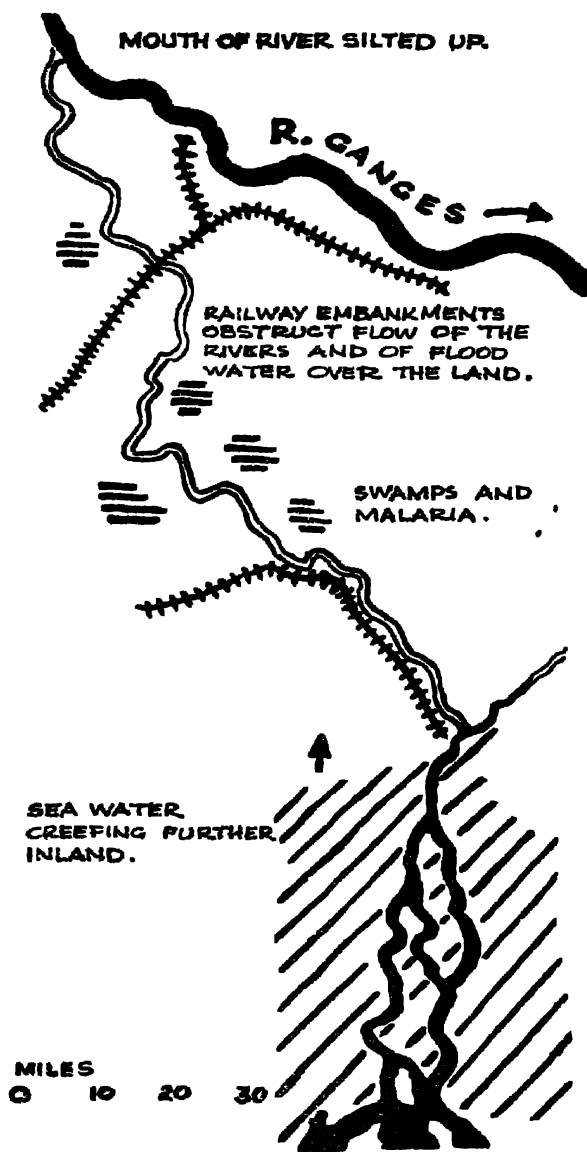 MOUTH OF RIVER SILTED UP.
R. GANGES
RAILWAY EMBANKMENTS
OBSTRUCT FLOW OF THE
RIVERS AND OF FLOOD
WATER OVER THE LAND.
SWAMPS AND
MALARIA.
SEA WATER
CREEPING FURTHER
INLAND.
MILES
0 10 20 30